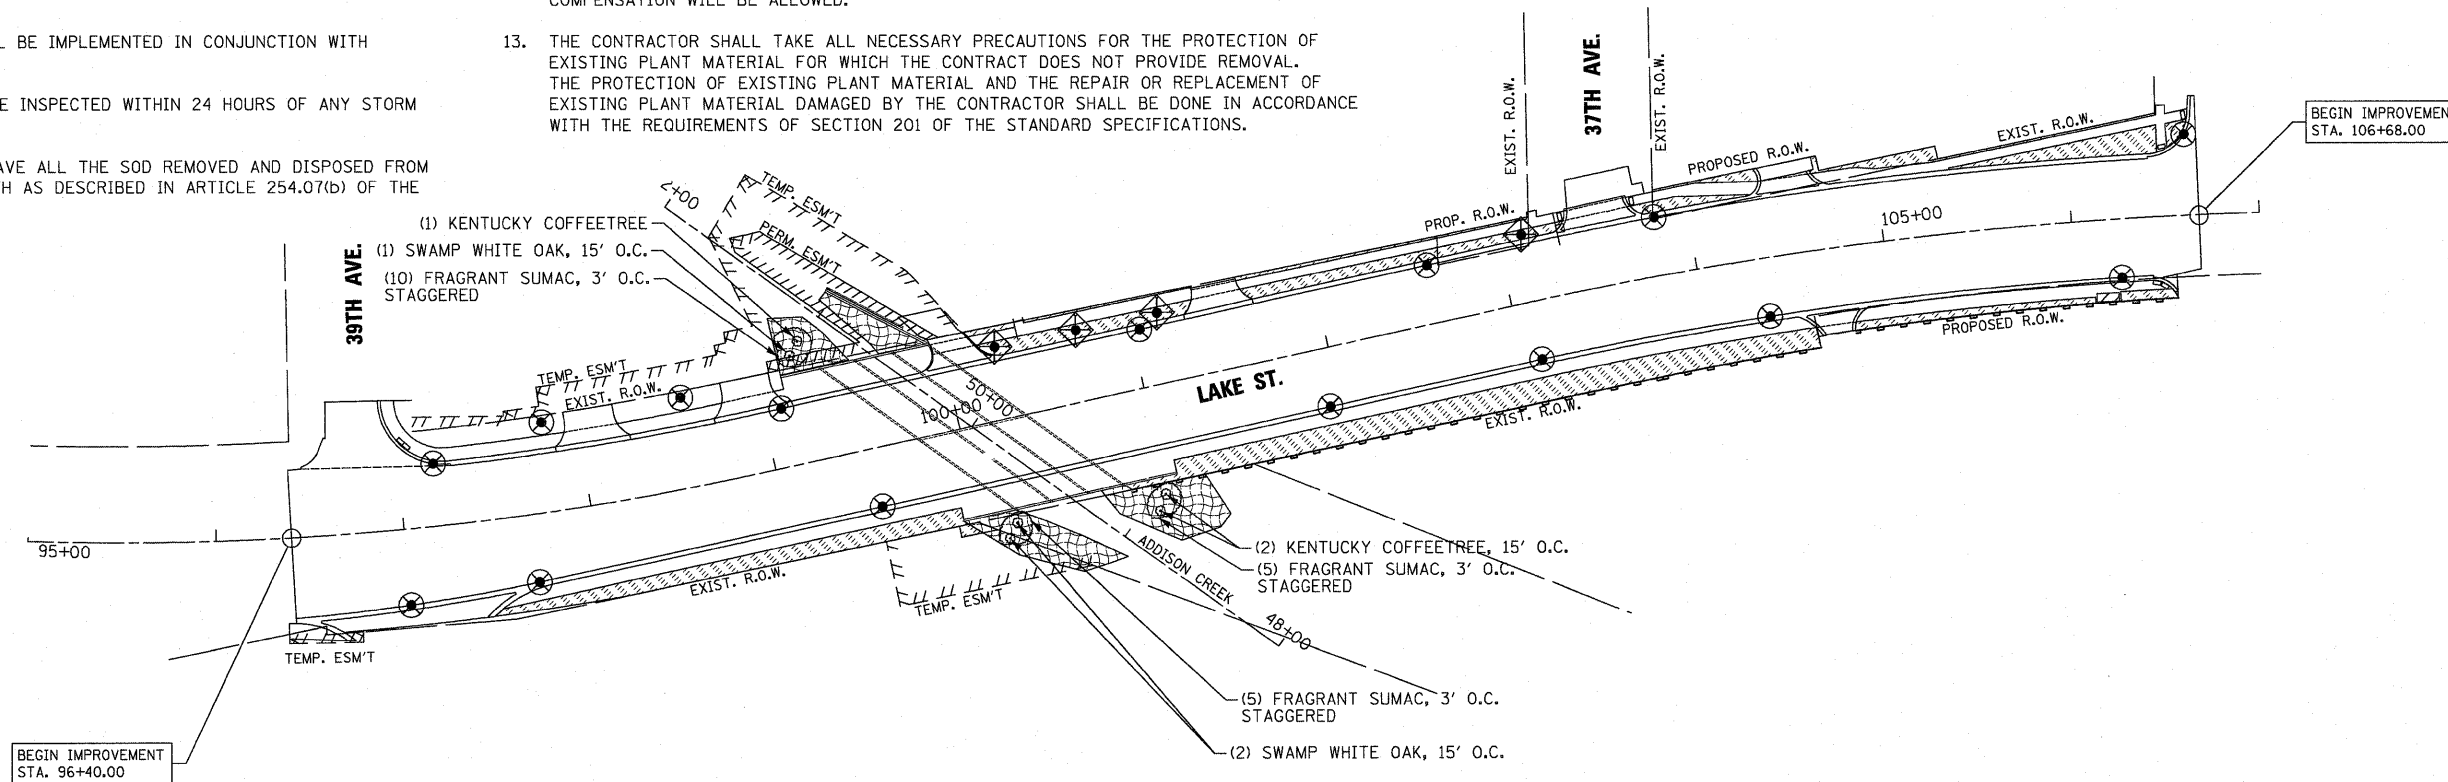 COMPENSATION WILL BE ALLOWED.
BE IMPLEMENTED IN CONJUNCTION WITH
INSPECTED WITHIN 24 HOURS OF ANY STORM
ALL THE SOD REMOVED AND DISPOSED FROM
AS DESCRIBED IN ARTICLE 254.07(b) OF THE
13. THE CONTRACTOR SHALL TAKE ALL NECESSARY PRECAUTIONS FOR THE PROTECTION OF
EXISTING PLANT MATERIAL FOR WHICH THE CONTRACT DOES NOT PROVIDE REMOVAL.
THE PROTECTION OF EXISTING PLANT MATERIAL AND THE REPAIR OR REPLACEMENT OF
EXISTING PLANT MATERIAL DAMAGED BY THE CONTRACTOR SHALL BE DONE IN ACCORDANCE
WITH THE REQUIREMENTS OF SECTION 201 OF THE STANDARD SPECIFICATIONS.
EXIST. R.O.W.
37TH AVE.
EXIST. R.O.W.
BEGIN IMPROVEMEN
STA. 106+68.00
PROPOSED R.O.W.
EXIST. R.O.W.
PROP. R.O.W.
105+00
2+00
TEMP. ESM'T
PERM. ESM'T
(1) KENTUCKY COFFEETREE
(1) SWAMP WHITE OAK, 15' O.C.
(10) FRAGRANT SUMAC, 3' O.C.
STAGGERED
39TH AVE.
TEMP. ESM'T
EXIST. R.O.W.
50+00
100+00
LAKE ST.
EXIST. R.O.W.
PROPOSED R.O.W.
95+00
EXIST. R.O.W.
TEMP. ESM'T
ADDISON CREEK
48+00
(2) KENTUCKY COFFEETREE, 15' O.C.
(5) FRAGRANT SUMAC, 3' O.C.
STAGGERED
TEMP. ESM'T
(5) FRAGRANT SUMAC, 3' O.C.
STAGGERED
(2) SWAMP WHITE OAK, 15' O.C.
BEGIN IMPROVEMENT
STA. 96+40.00